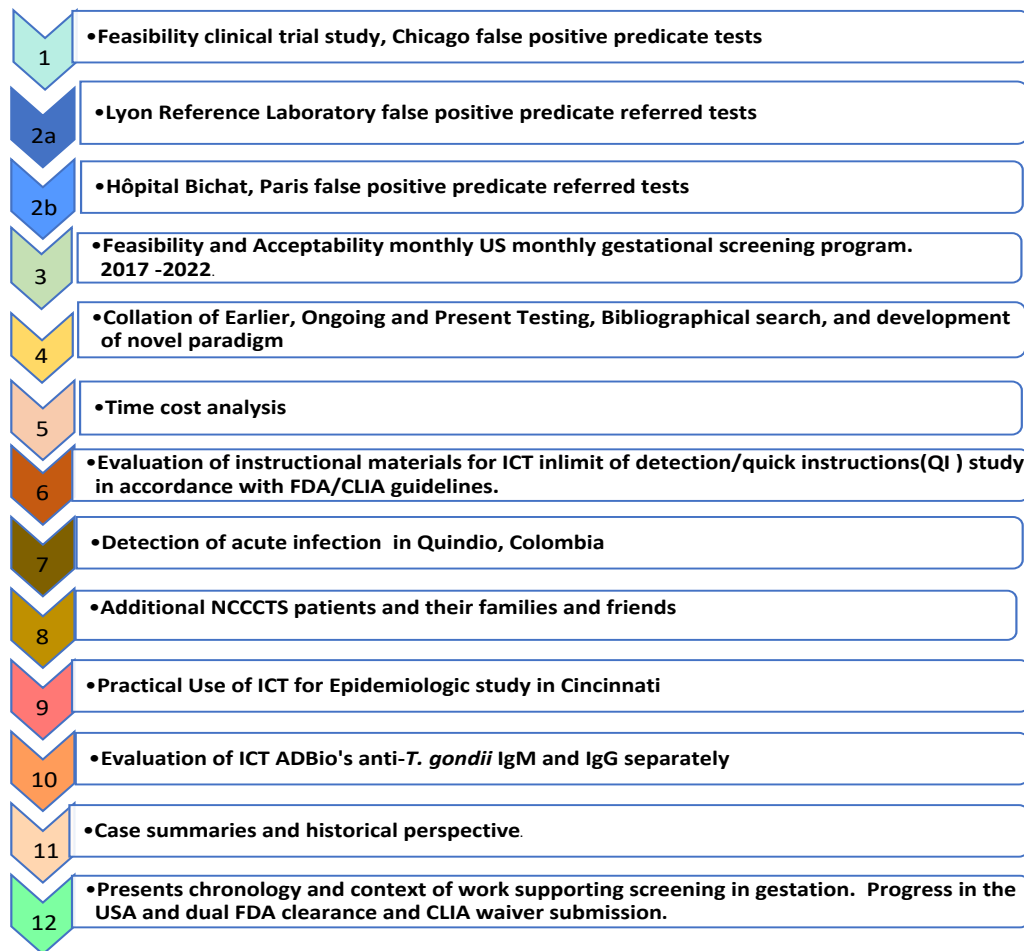 1
•Feasibility clinical trial study, Chicago false positive predicate tests
2a
•Lyon Reference Laboratory false positive predicate referred tests
2b
•Hôpital Bichat, Paris false positive predicate referred tests
3
•Feasibility and Acceptability monthly US monthly gestational screening program.
2017 -2022.
4
•Collation of Earlier, Ongoing and Present Testing, Bibliographical search, and development
of novel paradigm
5
•Time cost analysis
6
•Evaluation of instructional materials for ICT inlimit of detection/quick instructions(QI ) study
in accordance with FDA/CLIA guidelines.
7
•Detection of acute infection in Quindio, Colombia
8
•Additional NCCCTS patients and their families and friends
9
•Practical Use of ICT for Epidemiologic study in Cincinnati
10
•Evaluation of ICT ADBio's anti-T. gondii IgM and IgG separately
11
•Case summaries and historical perspective.
12
•Presents chronology and context of work supporting screening in gestation. Progress in the
USA and dual FDA clearance and CLIA waiver submission.